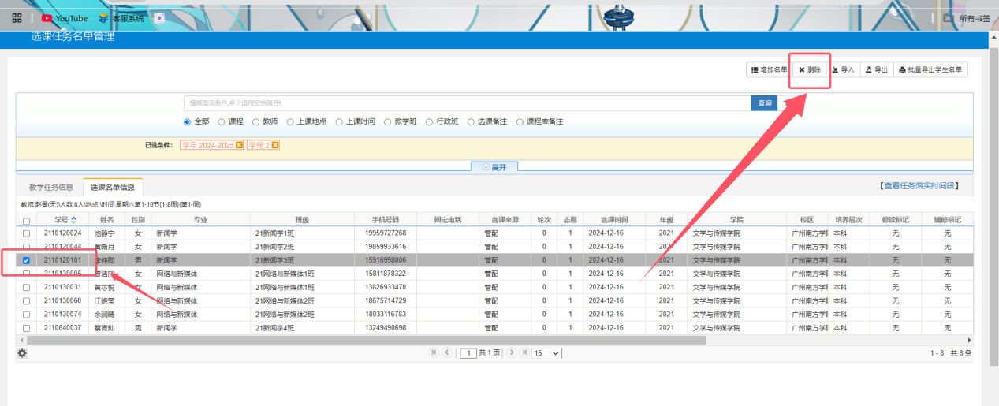 YouTube 客服系统 所有书签
选课任务名单管理
增加名单 删除 导入 导出 批量导出学生名单
模糊查询条件,多个值用空格隔开! 查询
全部 课程 教师 上课地点 上课时间 教学班 行政班 选课备注 课程库备注
已选条件: 学年:2024-2025 学期:2
展开
教学任务信息 选课名单信息 【查看任务落实时间段】
教师:赵晨(无)\人数:8人\地点:\时间:星期六第1-10节{1-8周}{第1-周}
学号 姓名 性别 专业 班级 手机号码 固定电话 选课来源 轮次 志愿 选课时间 年级 学院 校区 培养层次 修读标记 辅修标记
2110120024 池静宁 女 新闻学 21新闻学1班 19959727268 管配 0 1 2024-12-16 2021 文学与传媒学院 广州南方学 本科 无 无
2110120044 黄晰月 女 新闻学 21新闻学2班 19859933616 管配 0 1 2024-12-16 2021 文学与传媒学院 广州南方学 本科 无 无
2110120101 李仲勋 男 新闻学 21新闻学3班 15916998806 管配 0 1 2024-12-16 2021 文学与传媒学院 广州南方学 本科 无 无
2110130005 曾洁欣 女 网络与新媒体 21网络与新媒体1班 15811878322 管配 0 1 2024-12-16 2021 文学与传媒学院 广州南方学 本科 无 无
2110130031 黄芯悦 女 网络与新媒体 21网络与新媒体1班 13826933470 管配 0 1 2024-12-16 2021 文学与传媒学院 广州南方学 本科 无 无
2110130060 江晓莹 女 网络与新媒体 21网络与新媒体2班 18675714729 管配 0 1 2024-12-16 2021 文学与传媒学院 广州南方学 本科 无 无
2110130074 余润晴 女 网络与新媒体 21网络与新媒体2班 18033116783 管配 0 1 2024-12-16 2021 文学与传媒学院 广州南方学 本科 无 无
2110640037 蔡育灿 男 新闻学 21新闻学4班 13249490698 管配 0 1 2024-12-16 2021 文学与传媒学院 广州南方学 本科 无 无
1 共 1 页 15 1 - 8 共 8 条